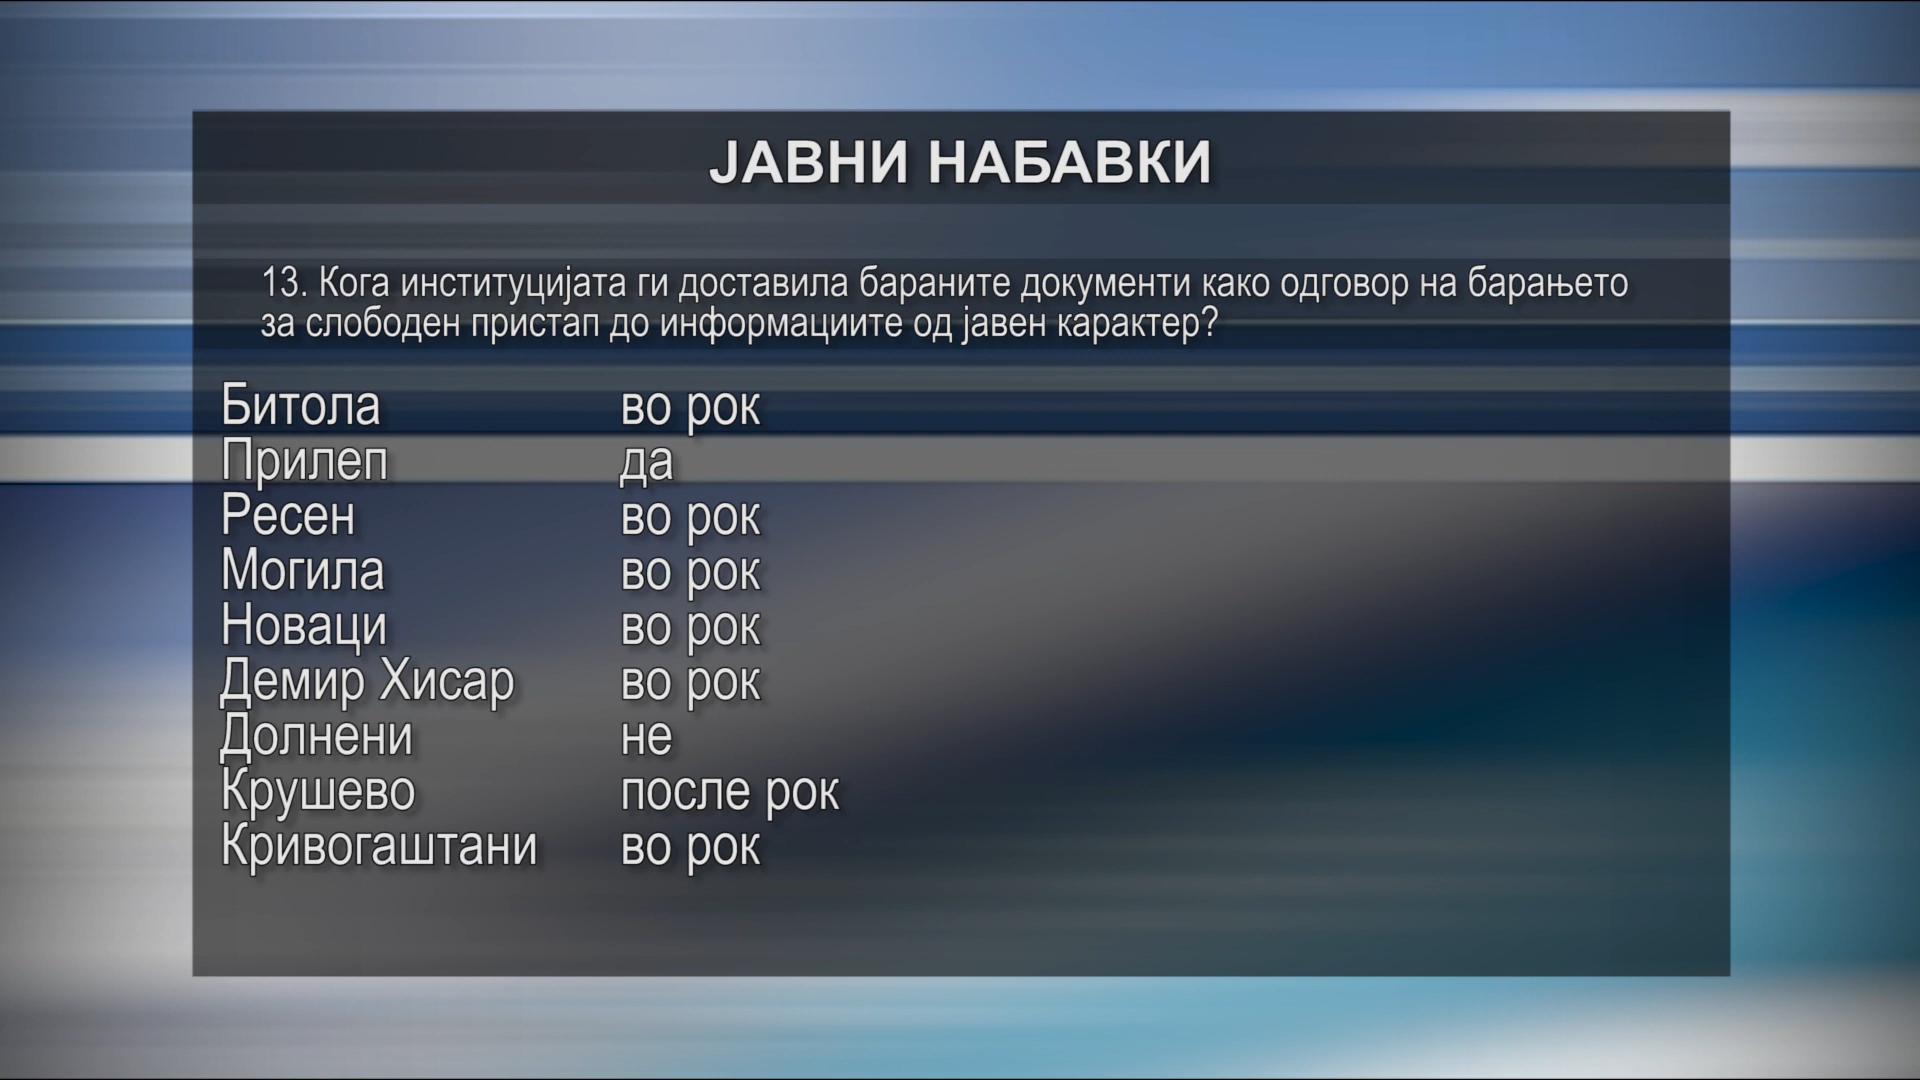 ЈАВНИ НАБАВКИ
13. Кога институцијата ги доставила бараните документи како одговор на барањето
за слободен пристап до информациите од јавен карактер?
Битола во рок
Прилеп да
Ресен во рок
Могила во рок
Новаци во рок
Демир Хисар во рок
Долнени не
Крушево после рок
Кривогаштани во рок